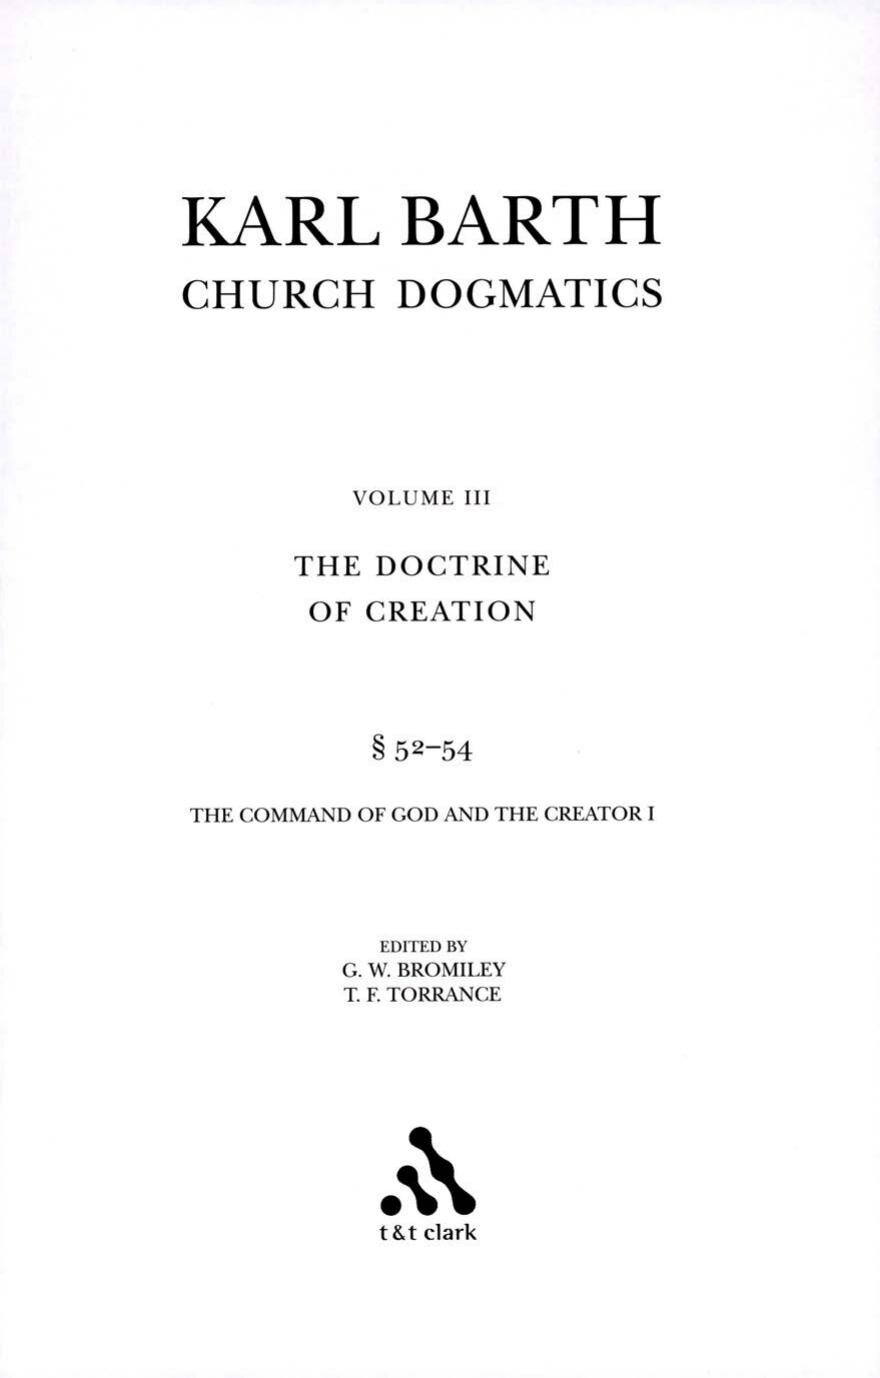 KARL BARTH
CHURCH DOGMATICS
VOLUME III
THE DOCTRINE
OF CREATION
§ 52–54
THE COMMAND OF GOD AND THE CREATOR I
EDITED BY
G. W. BROMILEY
T. F. TORRANCE
t&t clark